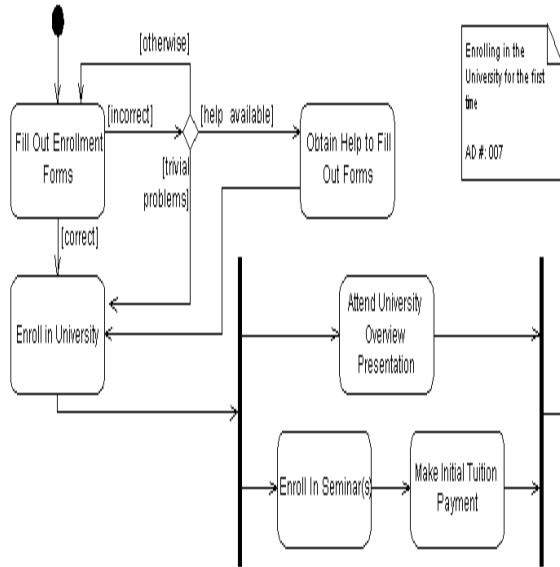 [otherwise]
Enrolling in the
University for the first
time
AD #: 007
[incorrect]
[help available]
Fill Out Enrollment
Forms
Obtain Help to Fill
Out Forms
[trivial
problems]
[correct]
Enroll in University
Attend University
Overview
Presentation
Enroll In Seminar(s)
Make Initial Tuition
Payment